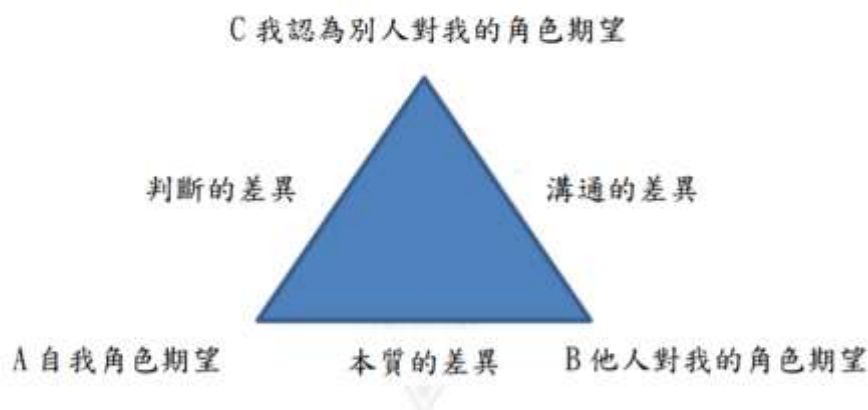 C 我認為別人對我的角色期望
判斷的差異
溝通的差異
A 自我角色期望
本質的差異
B 他人對我的角色期望